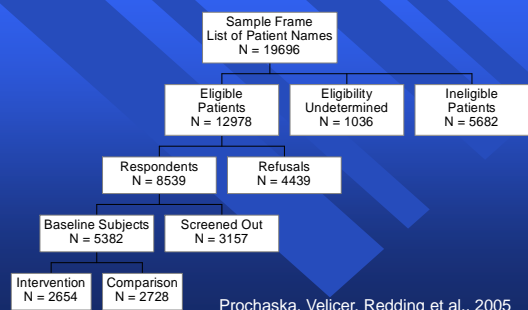 Sample Frame
List of Patient Names
N = 19696
Eligible
Patients
N = 12978
Eligibility
Undetermined
N = 1036
Ineligible
Patients
N = 5682
Respondents
N = 8539
Refusals
N = 4439
Baseline Subjects
N = 5382
Screened Out
N = 3157
Intervention
N = 2654
Comparison
N = 2728
Prochaska, Velicer, Redding et al., 2005